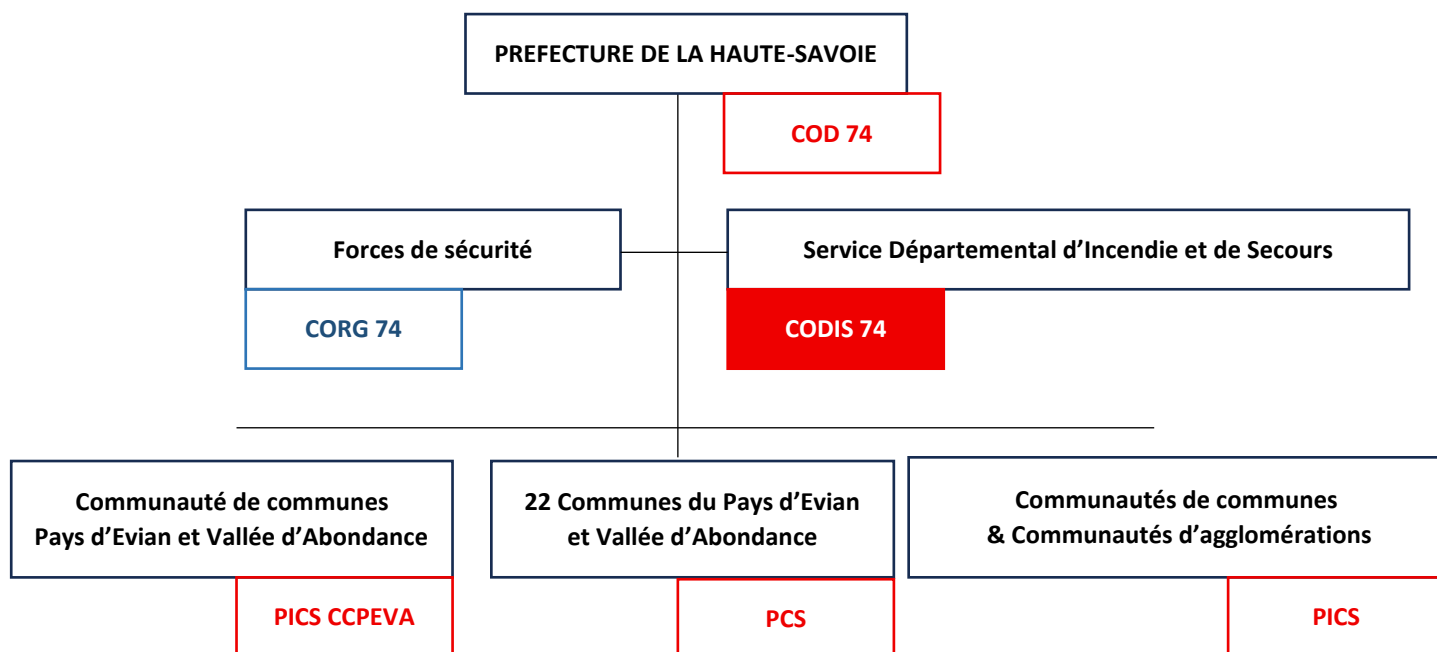 PREFECTURE DE LA HAUTE-SAVOIE
COD 74
Forces de sécurité
Service Départemental d’Incendie et de Secours
CORG 74
CODIS 74
Communauté de communes
Pays d’Evian et Vallée d’Abondance
22 Communes du Pays d’Evian
et Vallée d’Abondance
Communautés de communes
& Communautés d’agglomérations
PICS CCPEVA
PCS
PICS